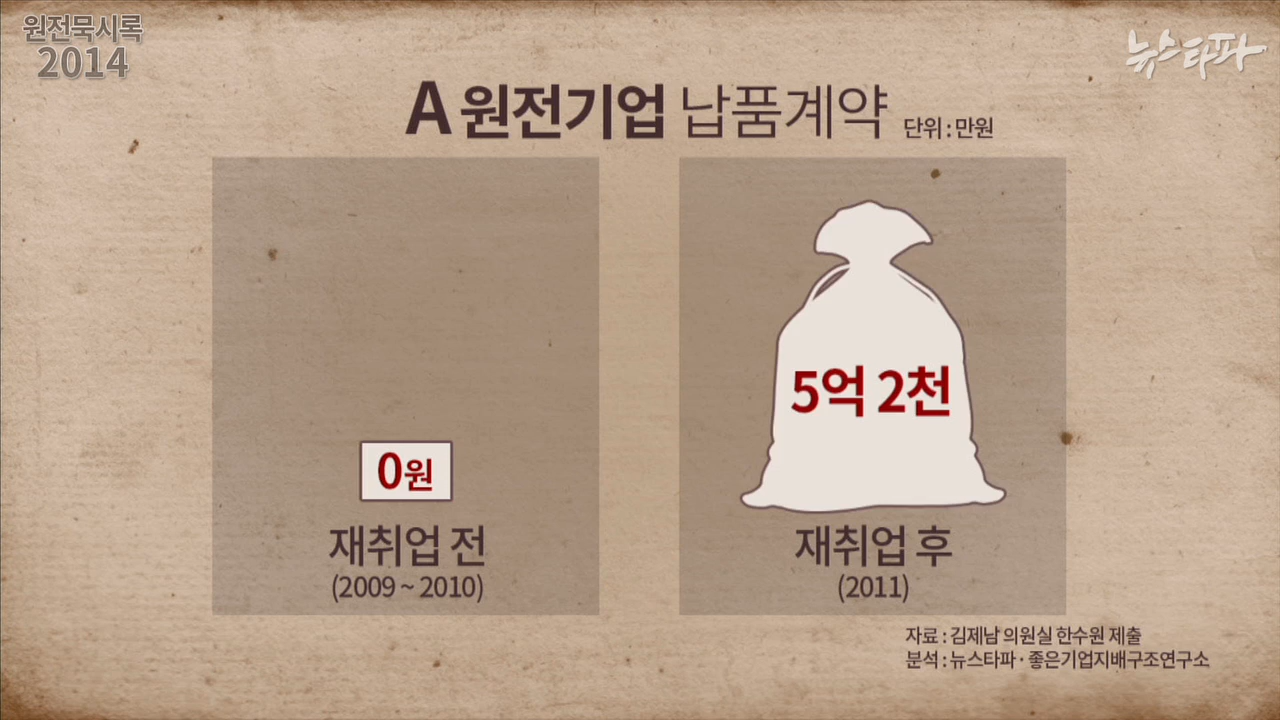 원전묵시록
2014
뉴스타파
A 원전기업 납품계약 단위 : 만원
0원
재취업 전
(2009 ~ 2010)
5억 2천
재취업 후
(2011)
자료 : 김제남 의원실 한수원 제출
분석 : 뉴스타파 · 좋은기업지배구조연구소